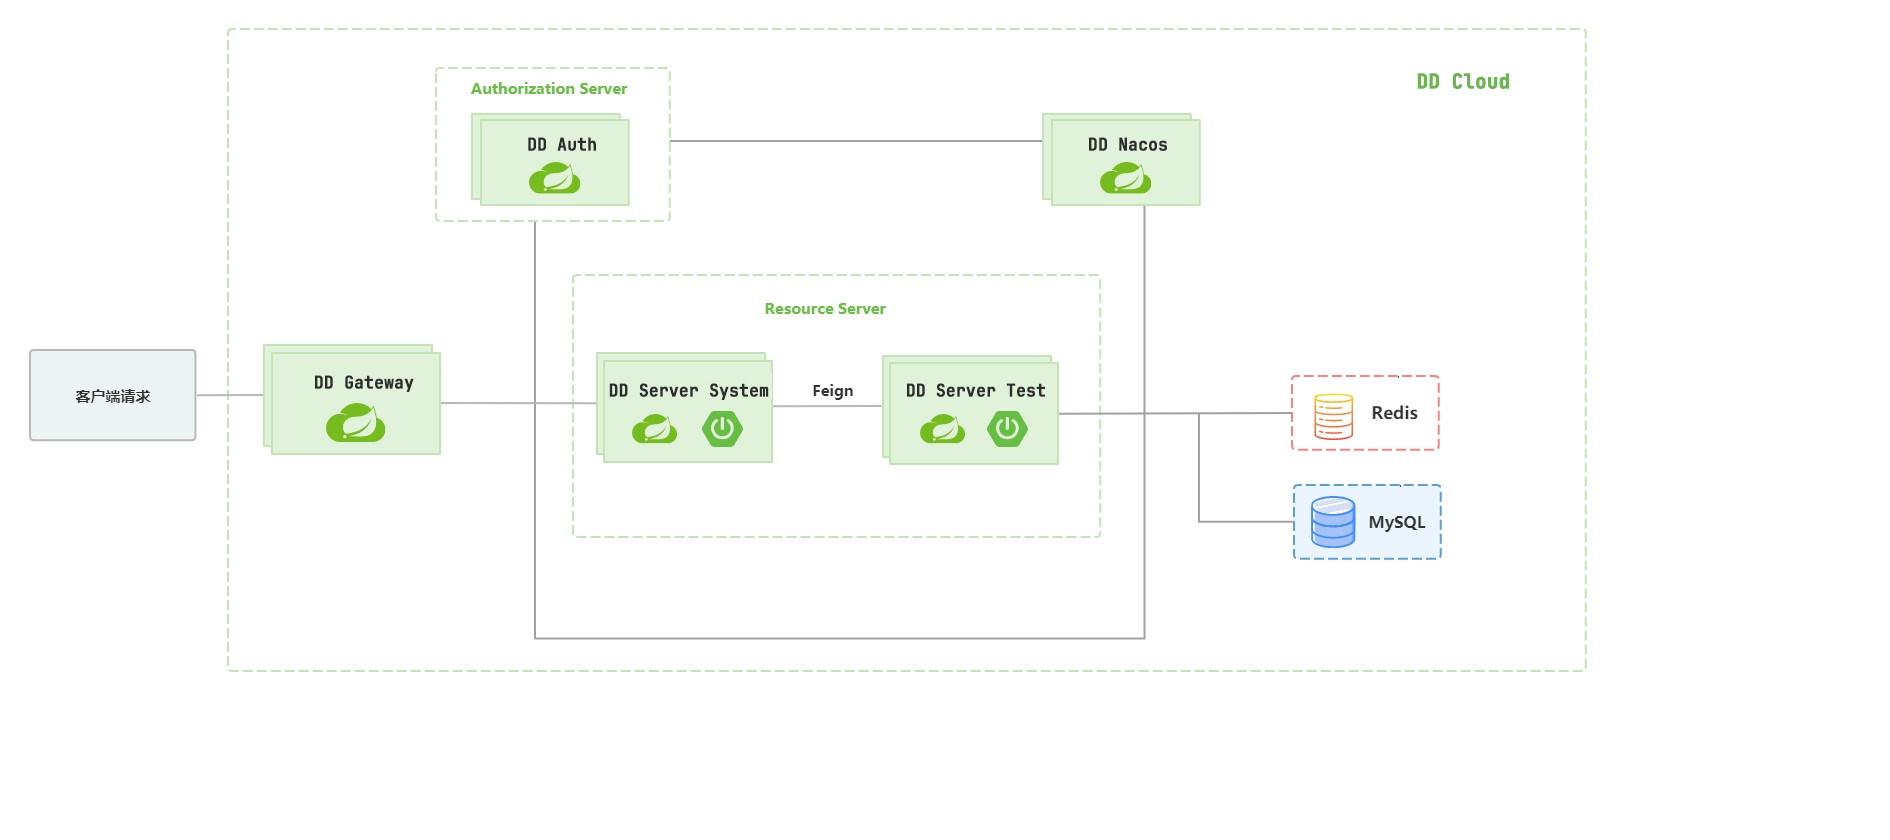 DD Cloud
Authorization Server
DD Auth
DD Nacos
Resource Server
客户端请求
DD Gateway
DD Server System
Feign
DD Server Test
Redis
MySQL